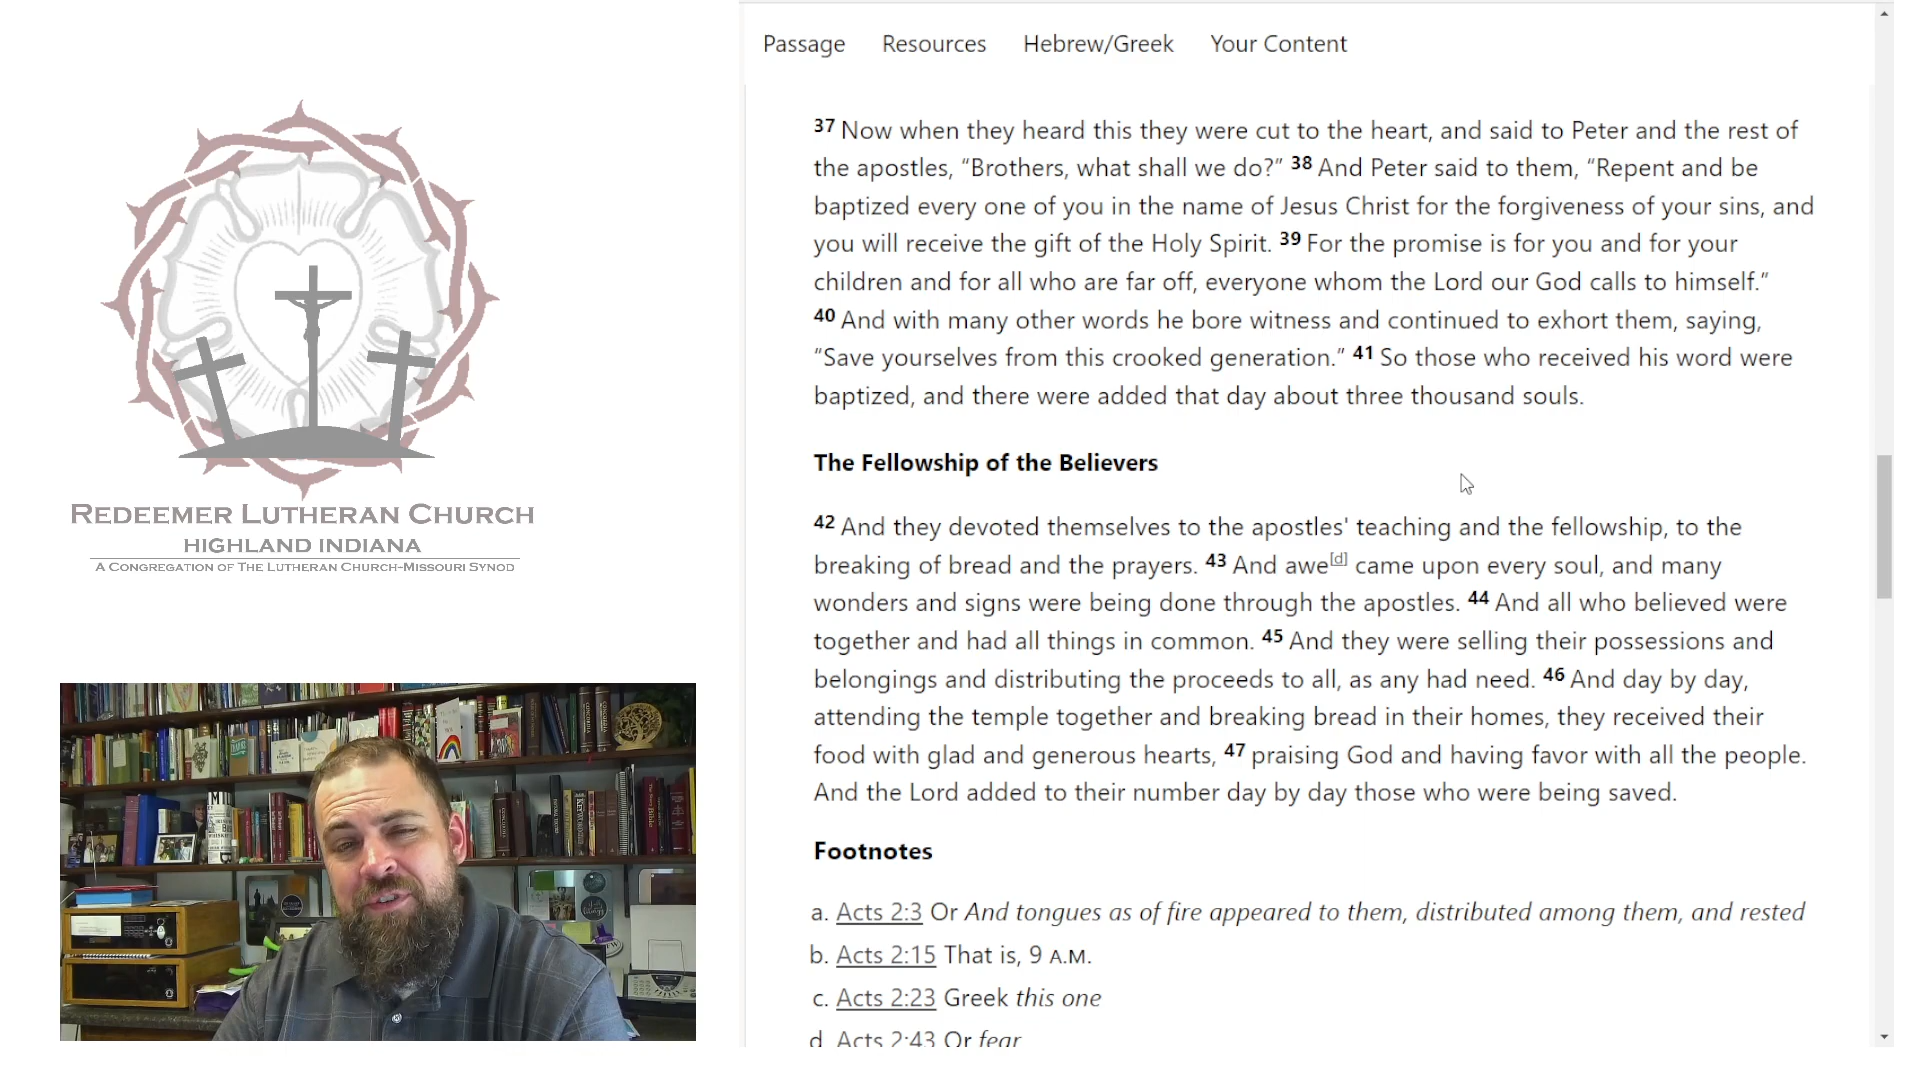 Passage Resources Hebrew/Greek Your Content
37 Now when they heard this they were cut to the heart, and said to Peter and the rest of
the apostles, “Brothers, what shall we do?” 38 And Peter said to them, “Repent and be
baptized every one of you in the name of Jesus Christ for the forgiveness of your sins, and
you will receive the gift of the Holy Spirit. 39 For the promise is for you and for your
children and for all who are far off, everyone whom the Lord our God calls to himself.”
40 And with many other words he bore witness and continued to exhort them, saying,
“Save yourselves from this crooked generation.” 41 So those who received his word were
baptized, and there were added that day about three thousand souls.
The Fellowship of the Believers
42 And they devoted themselves to the apostles' teaching and the fellowship, to the
breaking of bread and the prayers. 43 And awe[d] came upon every soul, and many
wonders and signs were being done through the apostles. 44 And all who believed were
together and had all things in common. 45 And they were selling their possessions and
belongings and distributing the proceeds to all, as any had need. 46 And day by day,
attending the temple together and breaking bread in their homes, they received their
food with glad and generous hearts, 47 praising God and having favor with all the people.
And the Lord added to their number day by day those who were being saved.
Footnotes
a. Acts 2:3 Or And tongues as of fire appeared to them, distributed among them, and rested
b. Acts 2:15 That is, 9 A.M.
c. Acts 2:23 Greek this one
d. Acts 2:43 Or fear
REDEEMER LUTHERAN CHURCH
HIGHLAND INDIANA
A CONGREGATION OF THE LUTHERAN CHURCH-MISSOURI SYNOD